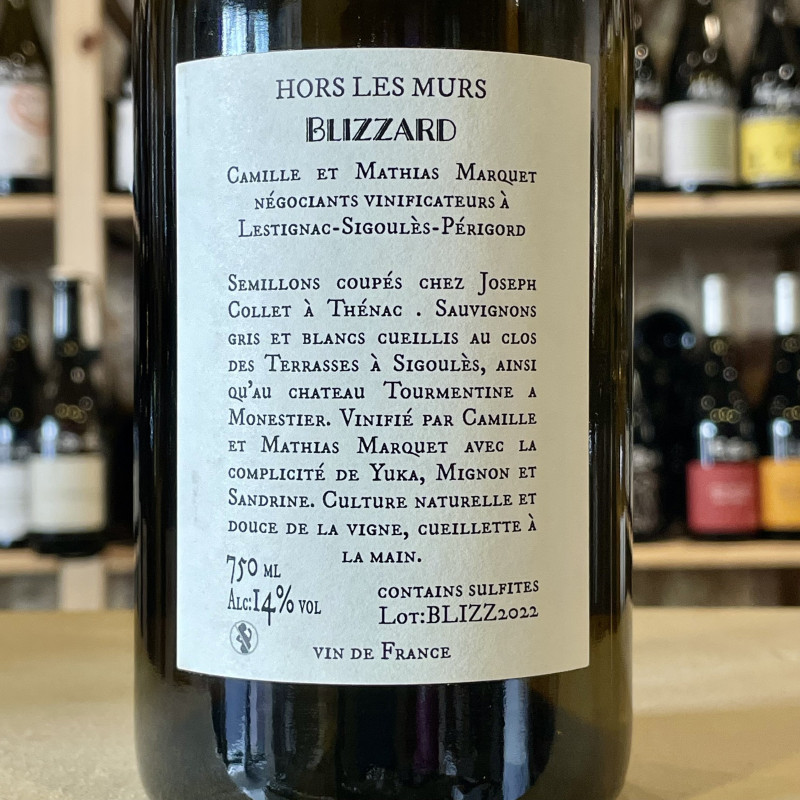 HORS LES MURS
BLIZZARD
CAMILLE ET MATHIAS MARQUET
NÉGOCIANTS VINIFICATEURS À
LESTIGNAC-SIGOULÈS-PÉRIGORD
SEMILLONS COUPÉS CHEZ JOSEPH
COLLET À THÉNAC . SAUVIGNONS
GRIS ET BLANCS CUEILLIS AU CLOS
DES TERRASSES À SIGOULÈS, AINSI
QU'AU CHATEAU TOURMENTINE A
MONESTIER. VINIFIÉ PAR CAMILLE
ET MATHIAS MARQUET AVEC LA
COMPLICITÉ DE YUKA, MIGNON ET
SANDRINE. CULTURE NATURELLE ET
DOUCE DE LA VIGNE, CUEILLETTE À
LA MAIN.
750 ML
CONTAINS SULFITES
ALC:14% VOL
LOT:BLIZZ2022
VIN DE FRANCE